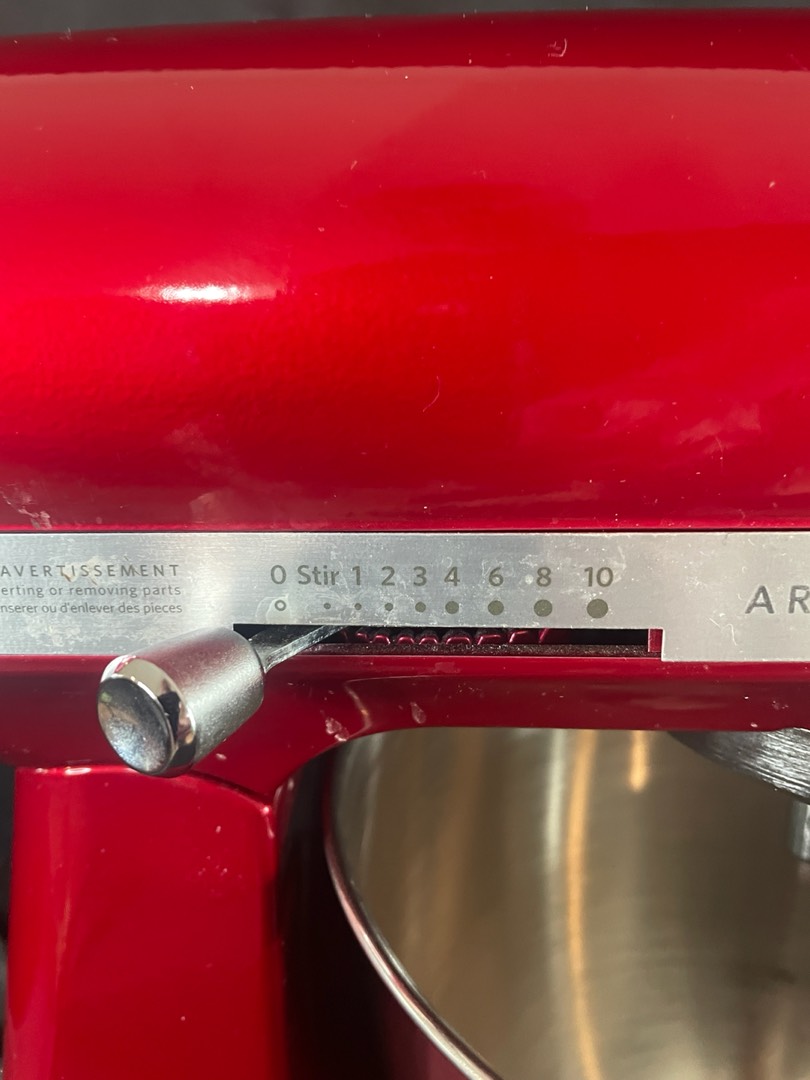 AVERTISSEMENT
erting or removing parts
nserer ou d'enlever des pieces
0 Stir 1 2 3 4 6 8 10
AR